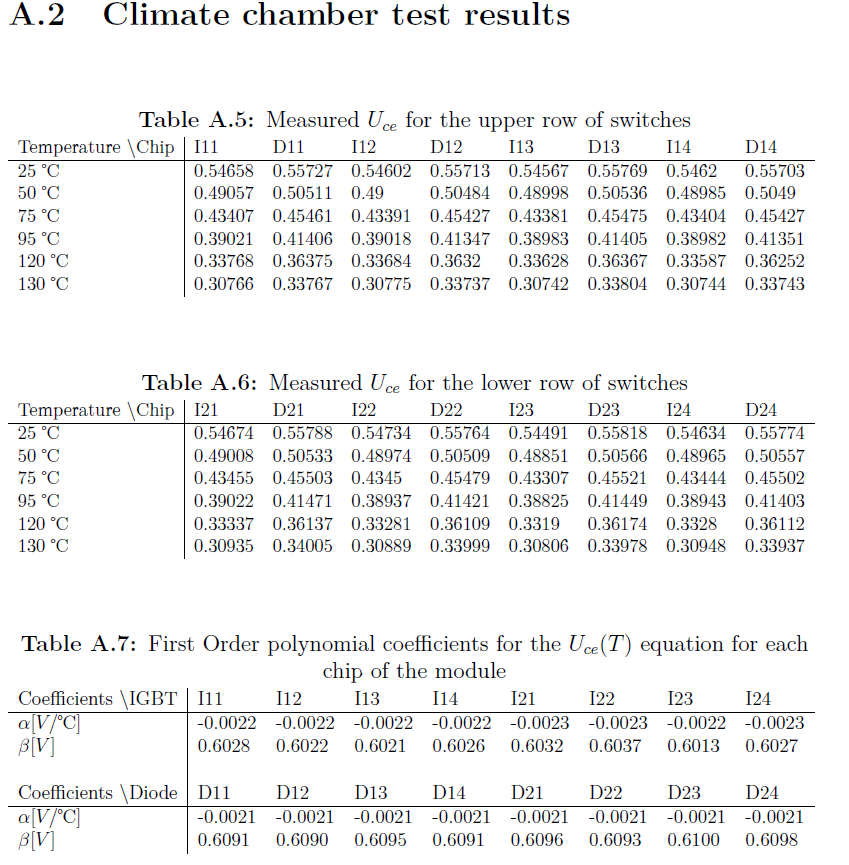 A.2 Climate chamber test results
Table A.5: Measured Uce for the upper row of switches
Temperature \Chip I11 D11 I12 D12 I13 D13 I14 D14
25 °C 0.54658 0.55727 0.54602 0.55713 0.54567 0.55769 0.5462 0.55703
50 °C 0.49057 0.50511 0.49 0.50484 0.48998 0.50536 0.48985 0.5049
75 °C 0.43407 0.45461 0.43391 0.45427 0.43381 0.45475 0.43404 0.45427
95 °C 0.39021 0.41406 0.39018 0.41347 0.38983 0.41405 0.38982 0.41351
120 °C 0.33768 0.36375 0.33684 0.3632 0.33628 0.36367 0.33587 0.36252
130 °C 0.30766 0.33767 0.30775 0.33737 0.30742 0.33804 0.30744 0.33743
Table A.6: Measured Uce for the lower row of switches
Temperature \Chip I21 D21 I22 D22 I23 D23 I24 D24
25 °C 0.54674 0.55788 0.54734 0.55764 0.54491 0.55818 0.54634 0.55774
50 °C 0.49008 0.50533 0.48974 0.50509 0.48851 0.50566 0.48965 0.50557
75 °C 0.43455 0.45503 0.4345 0.45479 0.43307 0.45521 0.43444 0.45502
95 °C 0.39022 0.41471 0.38937 0.41421 0.38825 0.41449 0.38943 0.41403
120 °C 0.33337 0.36137 0.33281 0.36109 0.3319 0.36174 0.3328 0.36112
130 °C 0.30935 0.34005 0.30889 0.33999 0.30806 0.33978 0.30948 0.33937
Table A.7: First Order polynomial coefficients for the Uce(T) equation for each
chip of the module
Coefficients \IGBT I11 I12 I13 I14 I21 I22 I23 I24
α[V/°C] -0.0022 -0.0022 -0.0022 -0.0022 -0.0023 -0.0023 -0.0022 -0.0023
β[V] 0.6028 0.6022 0.6021 0.6026 0.6032 0.6037 0.6013 0.6027
Coefficients \Diode D11 D12 D13 D14 D21 D22 D23 D24
α[V/°C] -0.0021 -0.0021 -0.0021 -0.0021 -0.0021 -0.0021 -0.0021 -0.0021
β[V] 0.6091 0.6090 0.6095 0.6091 0.6096 0.6093 0.6100 0.6098